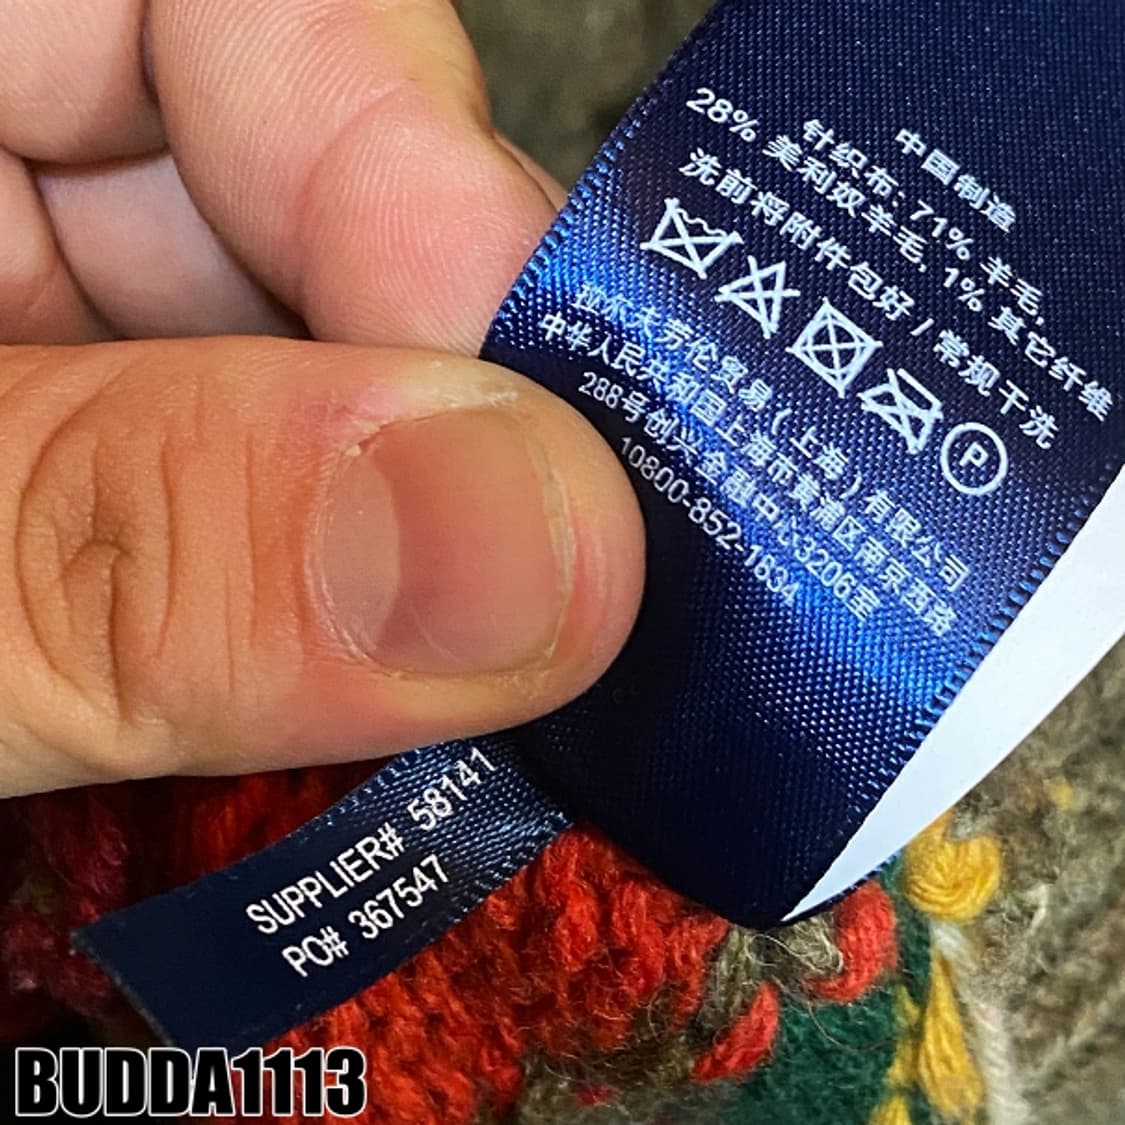 中国制造
针织布: 71% 羊毛,
28% 美利奴羊毛, 1% 其它纤维
洗前将附件包好 / 常规干洗
P
拉尔夫劳伦贸易 (上海) 有限公司
中华人民共和国上海市黄浦区南京西路
288号创兴金融中心3206室
10800-852-1634
SUPPLIER# 58141
PO# 367547
BUDDA1113